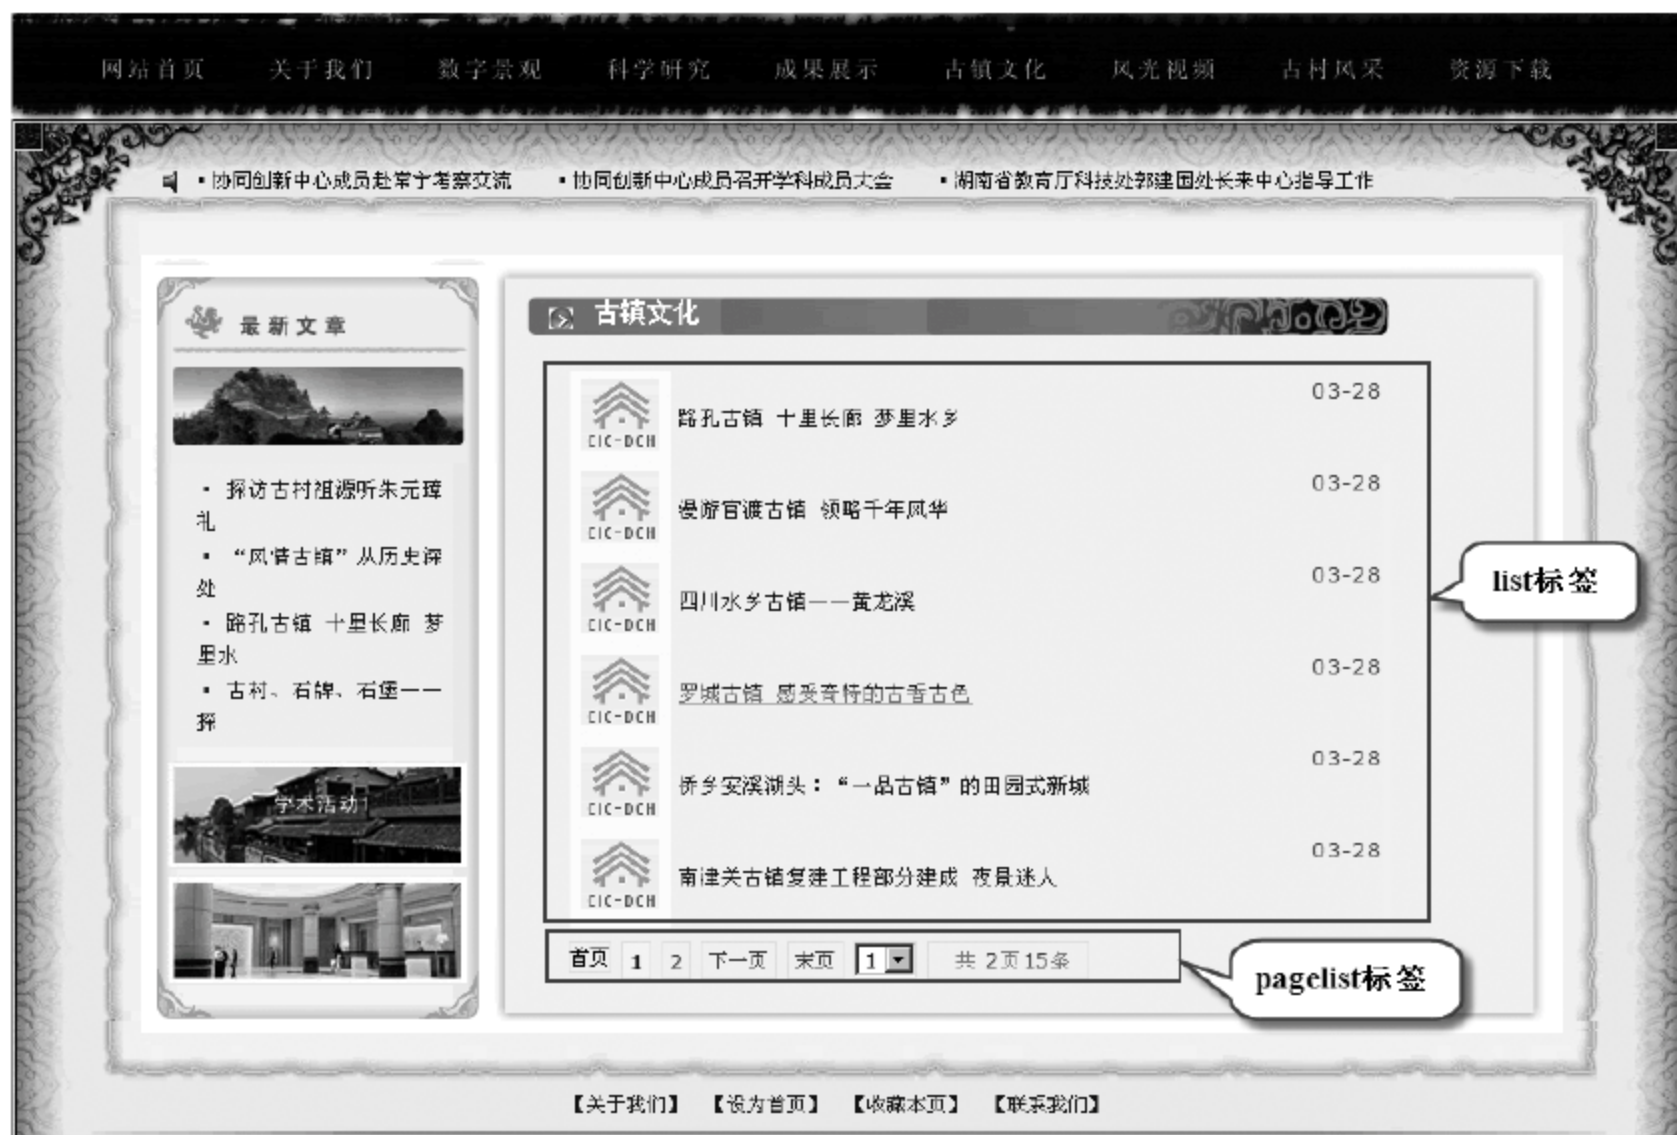 网站首页 关于我们 数字景观 科学研究 成果展示 古镇文化 风光视频 古村风采 资源下载
▪协同创新中心成员赴常宁考察交流 ▪协同创新中心成员召开学科成员大会 ▪湖南省教育厅科技处郭建国处长来中心指导工作
最新文章
▪ 探访古村祖源听朱元璋
礼
▪ “风情古镇”从历史深
处
▪ 路孔古镇 十里长廊 梦
里水
▪ 古村、石牌、石堡——
探
学术活动
古镇文化
CIC-DCH
路孔古镇 十里长廊 梦里水乡
03-28
CIC-DCH
漫游官渡古镇 领略千年风华
03-28
CIC-DCH
四川水乡古镇——黄龙溪
03-28
CIC-DCH
罗城古镇 感受奇特的古香古色
03-28
CIC-DCH
侨乡安溪湖头：“一品古镇”的田园式新城
03-28
CIC-DCH
南津关古镇复建工程部分建成 夜景迷人
03-28
list标签
首页 1 2 下一页 末页 1 共 2页15条
pagelist标签
【关于我们】 【设为首页】 【收藏本页】 【联系我们】